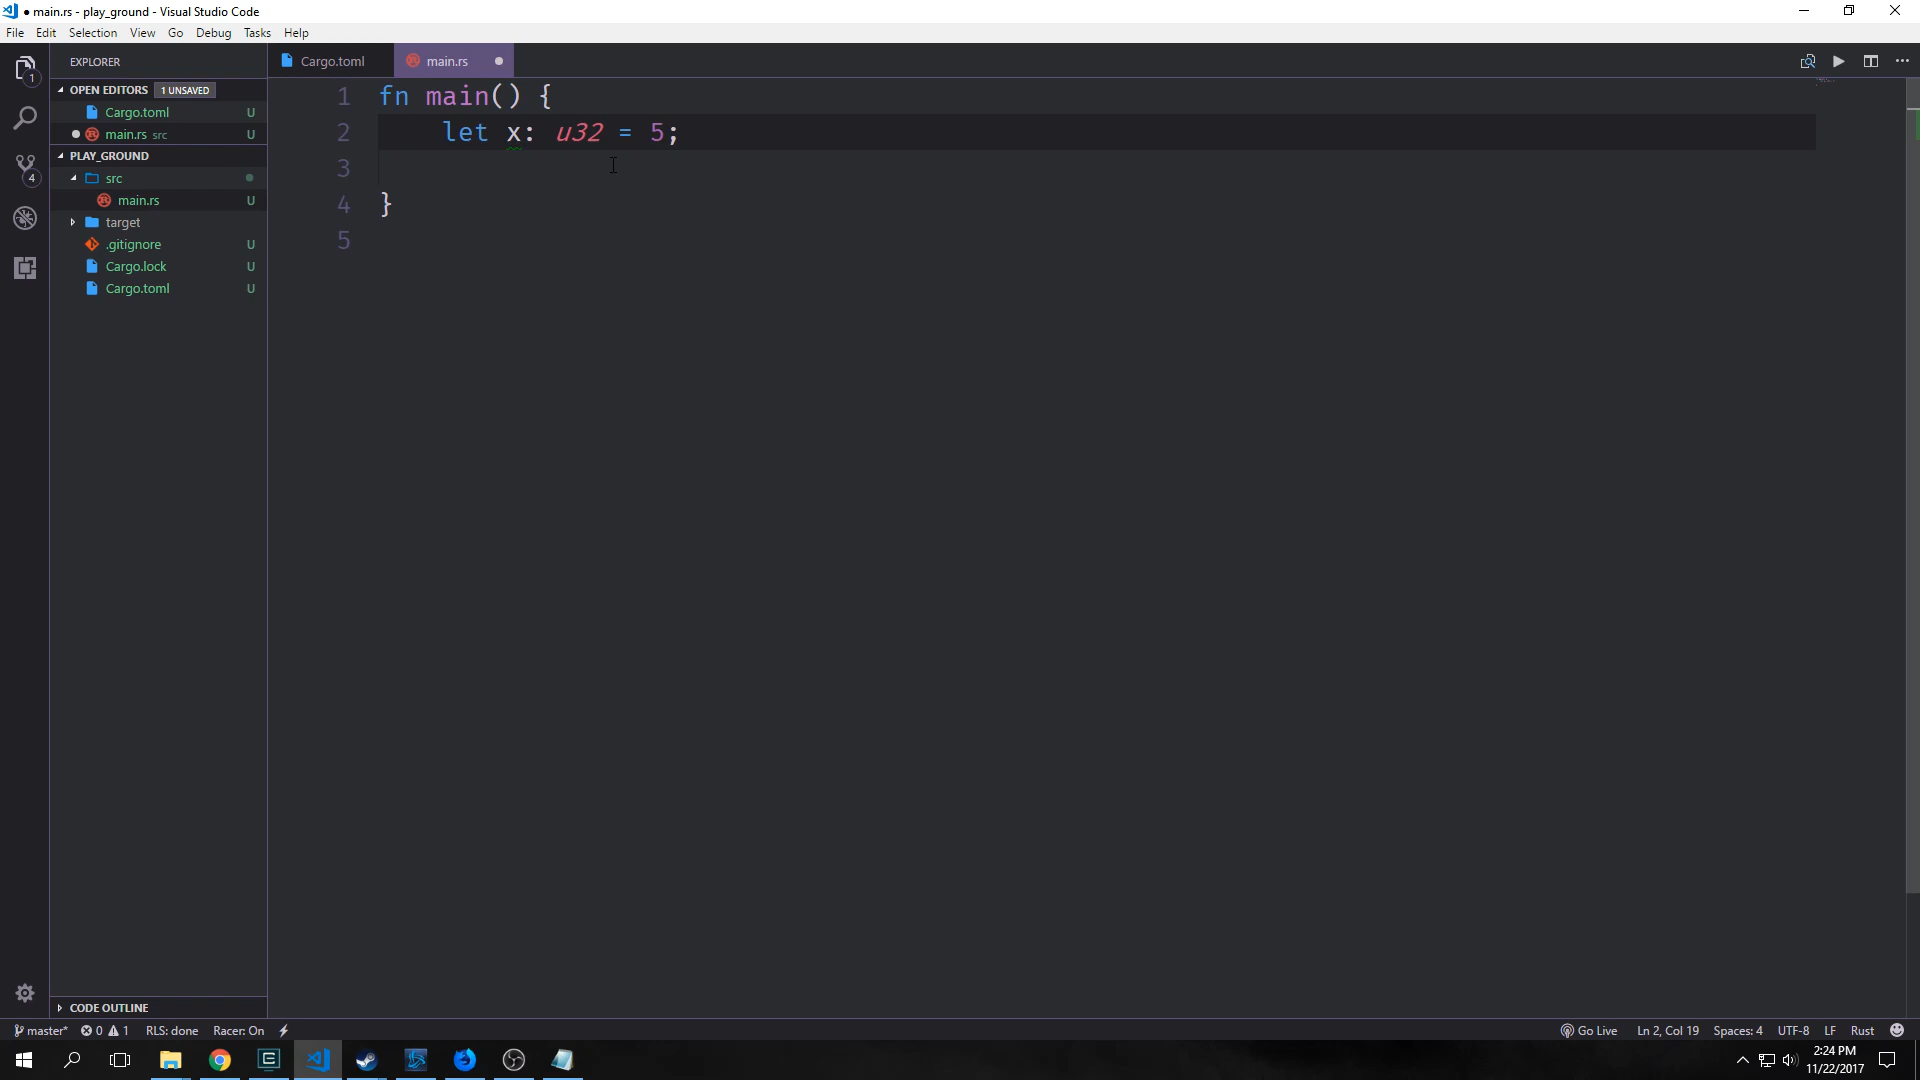 ● main.rs - play_ground - Visual Studio Code
File Edit Selection View Go Debug Tasks Help
EXPLORER
Cargo.toml
main.rs
1
OPEN EDITORS 1 UNSAVED
Cargo.toml U
main.rs src U
PLAY_GROUND
src
main.rs U
target
.gitignore U
Cargo.lock U
Cargo.toml U
4
1 fn main() {
2 let x: u32 = 5;
3
4 }
5
CODE OUTLINE
master* 0 1 RLS: done Racer: On
Go Live Ln 2, Col 19 Spaces: 4 UTF-8 LF Rust
2:24 PM
11/22/2017